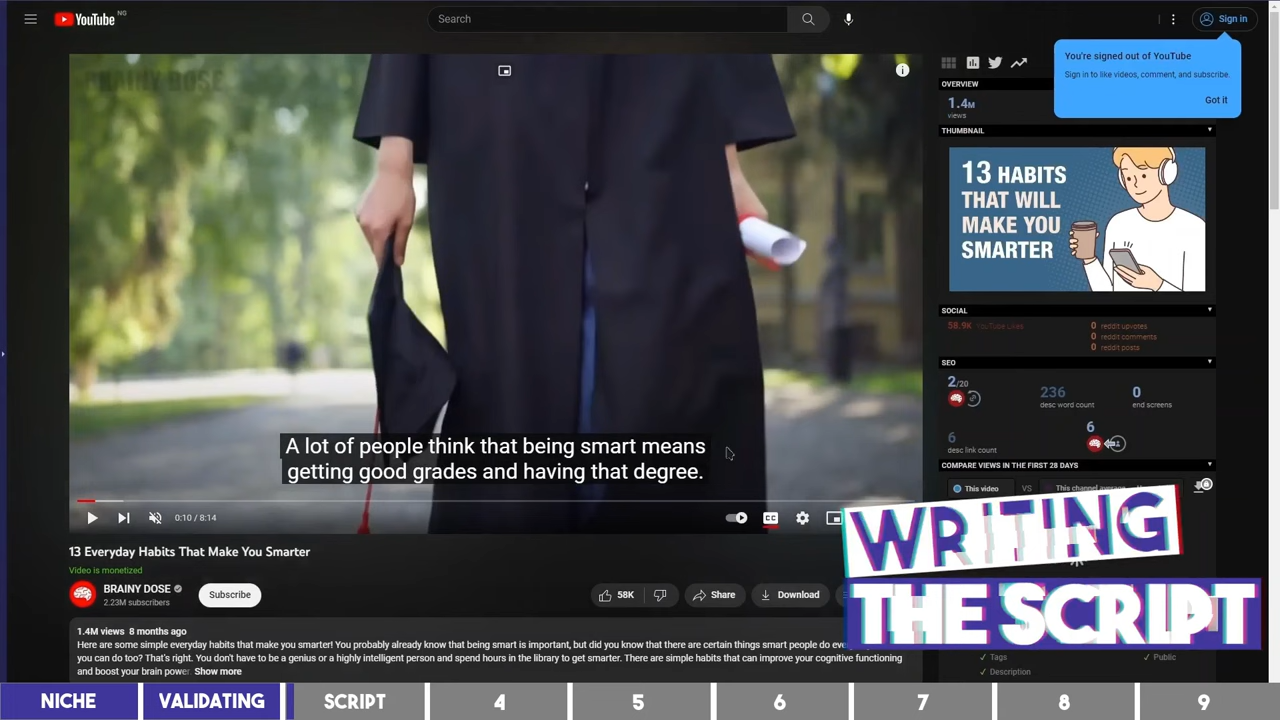 YouTube NG
Search
Sign in
You're signed out of YouTube
Sign in to like videos, comment, and subscribe.
Got it
BRAINY DOSE
OVERVIEW
1.4M
views
THUMBNAIL
13 HABITS
THAT WILL
MAKE YOU
SMARTER
SOCIAL
58.9K YouTube Likes
0 reddit upvotes
0 reddit comments
0 reddit posts
SEO
2/20
236
desc word count
0
end screens
6
desc link count
6
COMPARE VIEWS IN THE FIRST 28 DAYS
This video
VS
This channel average
A lot of people think that being smart means
getting good grades and having that degree.
0:10 / 8:14
CC
13 Everyday Habits That Make You Smarter
Video is monetized
BRAINY DOSE
2.23M subscribers
Subscribe
58K
Share
Download
WRITING
THE SCRIPT
1.4M views 8 months ago
Here are some simple everyday habits that make you smarter! You probably already know that being smart is important, but did you know that there are certain things smart people do
you can do too? That's right. You don't have to be a genius or a highly intelligent person and spend hours in the library to get smarter. There are simple habits that can improve your cognitive functioning
and boost your brain power. Show more
Tags
Public
Description
NICHE
VALIDATING
SCRIPT
4
5
6
7
8
9